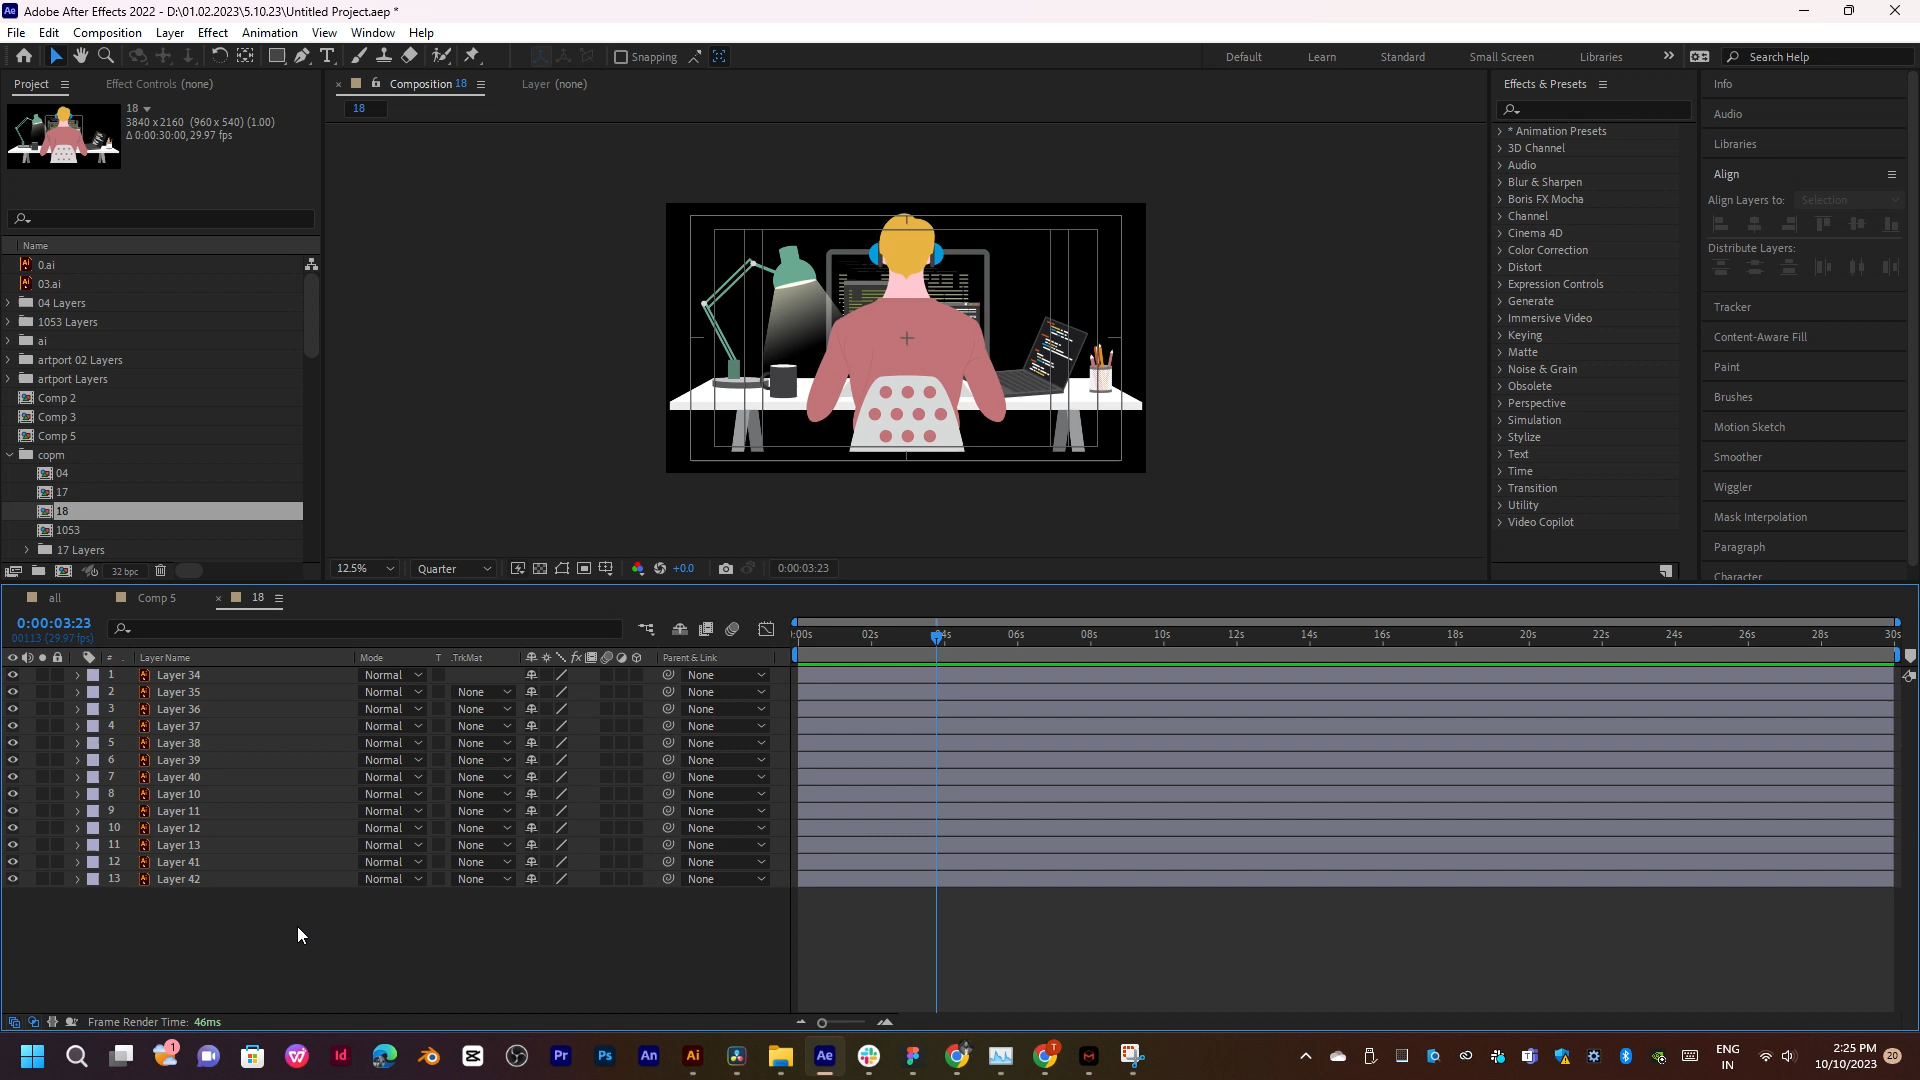 Adobe After Effects 2022 - D:\01.02.2023\5.10.23\Untitled Project.aep *
File Edit Composition Layer Effect Animation View Window Help
Snapping Default Learn Standard Small Screen Libraries Search Help
Project Effect Controls (none) Composition 18 Layer (none) Effects & Presets Info
18
3840 x 2160 (960 x 540) (1.00)
Δ 0:00:30:00, 29.97 fps
18
Name
0.ai
03.ai
04 Layers
1053 Layers
ai
artport 02 Layers
artport Layers
Comp 2
Comp 3
Comp 5
copm
04
17
18
1053
17 Layers
32 bpc
12.5% Quarter +0.0 0:00:03:23
* Animation Presets
3D Channel
Audio
Blur & Sharpen
Boris FX Mocha
Channel
Cinema 4D
Color Correction
Distort
Expression Controls
Generate
Immersive Video
Keying
Matte
Noise & Grain
Obsolete
Perspective
Simulation
Stylize
Text
Time
Transition
Utility
Video Copilot
Audio
Libraries
Align
Align Layers to: Selection
Distribute Layers:
Tracker
Content-Aware Fill
Paint
Brushes
Motion Sketch
Smoother
Wiggler
Mask Interpolation
Paragraph
Character
all Comp 5 18
0:00:03:23
00113 (29.97 fps)
:00s 02s 04s 06s 08s 10s 12s 14s 16s 18s 20s 22s 24s 26s 28s 30s
# Layer Name Mode T .TrkMat fx Parent & Link
1 Layer 34 Normal None
2 Layer 35 Normal None None
3 Layer 36 Normal None None
4 Layer 37 Normal None None
5 Layer 38 Normal None None
6 Layer 39 Normal None None
7 Layer 40 Normal None None
8 Layer 10 Normal None None
9 Layer 11 Normal None None
10 Layer 12 Normal None None
11 Layer 13 Normal None None
12 Layer 41 Normal None None
13 Layer 42 Normal None None
Frame Render Time: 46ms
ENG
IN
2:25 PM
10/10/2023
20